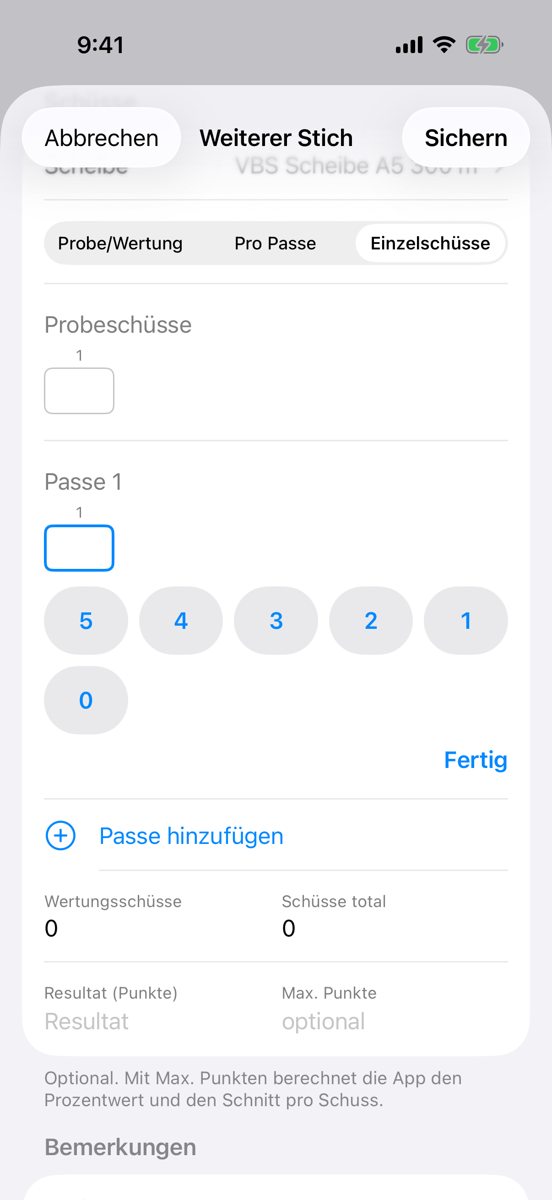 9:41
Schüsse
Abbrechen
Weiterer Stich
Sichern
Scheibe
VBS Scheibe A5 300 m
Probe/Wertung
Pro Passe
Einzelschüsse
Probeschüsse
1
Passe 1
1
5 4 3 2 1
0
Fertig
Passe hinzufügen
Wertungsschüsse
Schüsse total
0
0
Resultat (Punkte)
Max. Punkte
Resultat
optional
Optional. Mit Max. Punkten berechnet die App den
Prozentwert und den Schnitt pro Schuss.
Bemerkungen